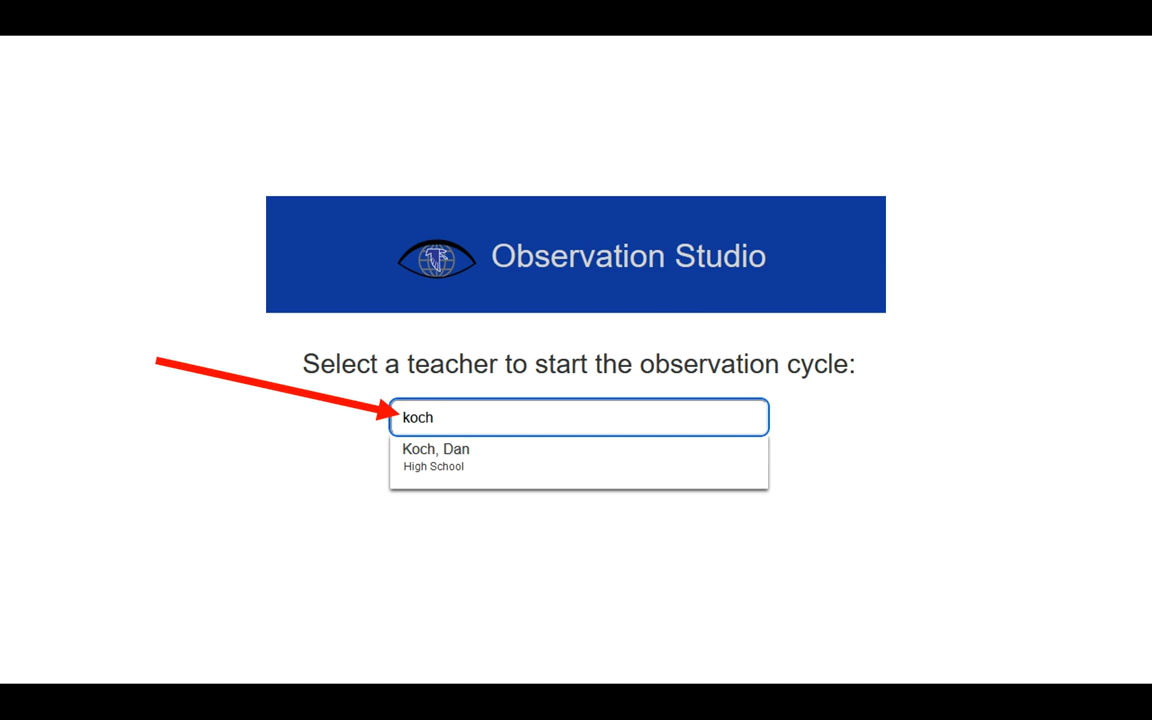 Observation Studio
Select a teacher to start the observation cycle:
koch
Koch, Dan
High School